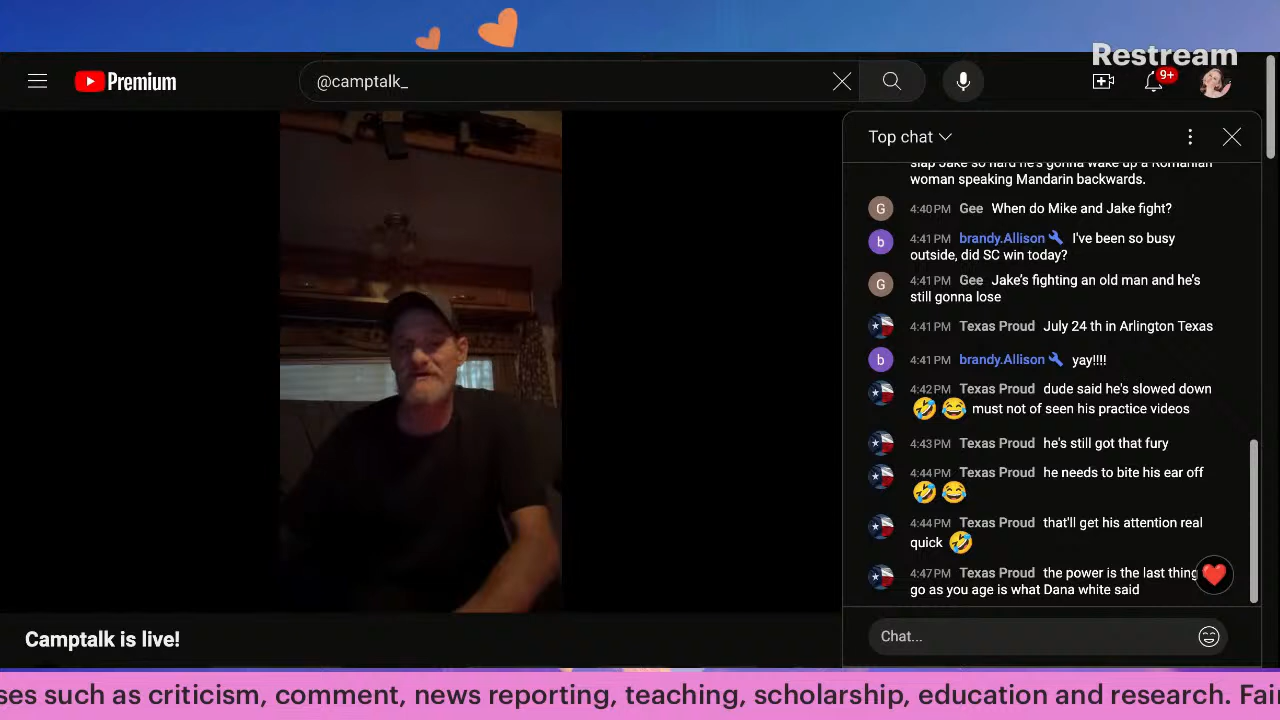 Restream
Premium
@camptalk_
9+
Top chat
slap Jake so hard he's gonna wake up a Romanian
woman speaking Mandarin backwards.
G 4:40 PM Gee When do Mike and Jake fight?
b 4:41 PM brandy.Allison I've been so busy
outside, did SC win today?
G 4:41 PM Gee Jake's fighting an old man and he's
still gonna lose
4:41 PM Texas Proud July 24 th in Arlington Texas
b 4:41 PM brandy.Allison yay!!!!
4:42 PM Texas Proud dude said he's slowed down
🤣 😂 must not of seen his practice videos
4:43 PM Texas Proud he's still got that fury
4:44 PM Texas Proud he needs to bite his ear off
🤣 😂
4:44 PM Texas Proud that'll get his attention real
quick 🤣
4:47 PM Texas Proud the power is the last thing
go as you age is what Dana white said
Chat...
Camptalk is live!
ses such as criticism, comment, news reporting, teaching, scholarship, education and research. Fair